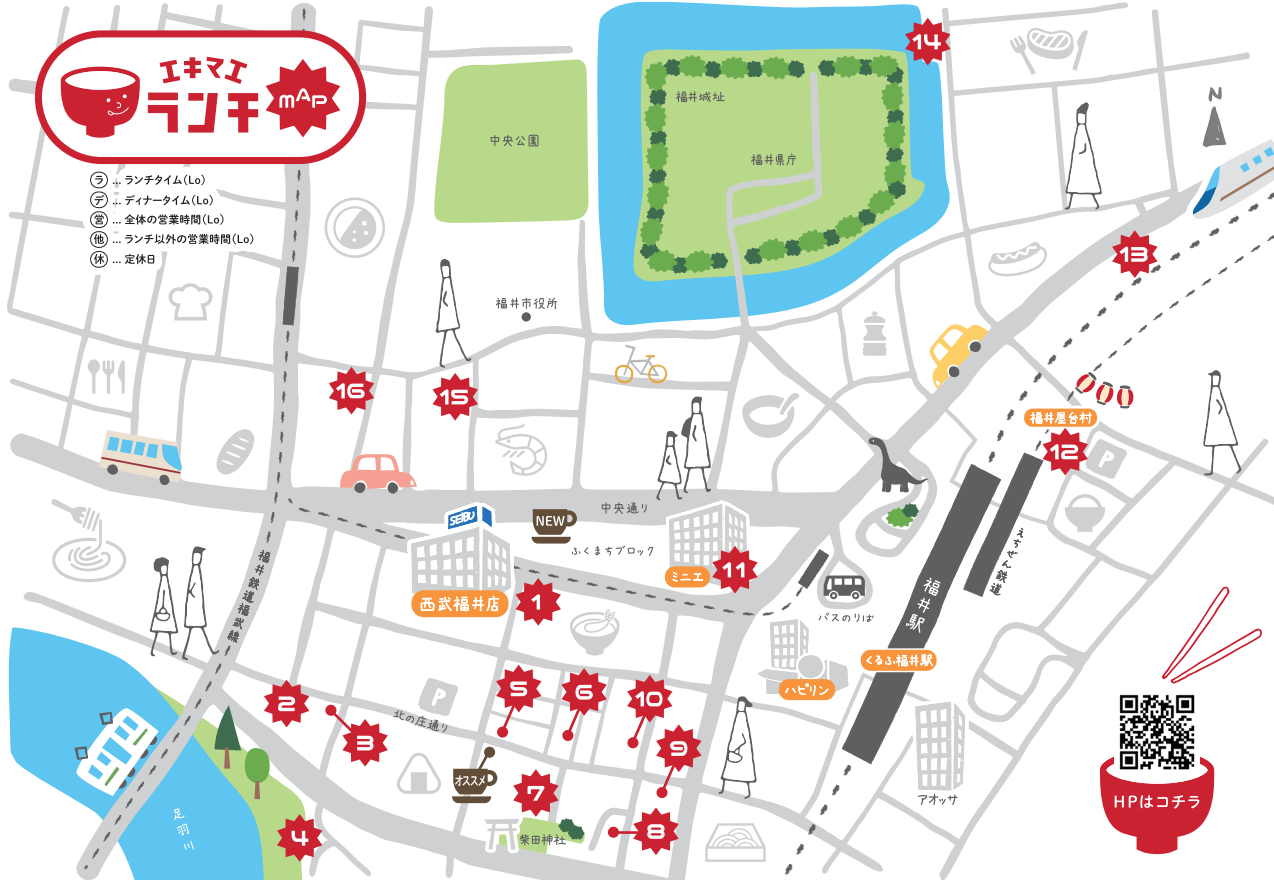 エキマエ
ランチ
MAP
ラ … ランチタイム(Lo)
デ … ディナータイム(Lo)
営 … 全体の営業時間(Lo)
他 … ランチ以外の営業時間(Lo)
休 … 定休日
14
中央公園
福井城址
福井県庁
N
13
福井市役所
16
15
福井屋台村
12
P
中央通り
SEIBU
NEW
ふくまちブロック
ミニエ
11
西武福井店
1
福井鉄道福武線
えちぜん鉄道
福井駅
バスのりば
くるふ福井駅
ハピリン
2
3
P
北の庄通り
5
6
10
9
オススメ
7
8
柴田神社
4
足羽川
アオッサ
HPはコチラ